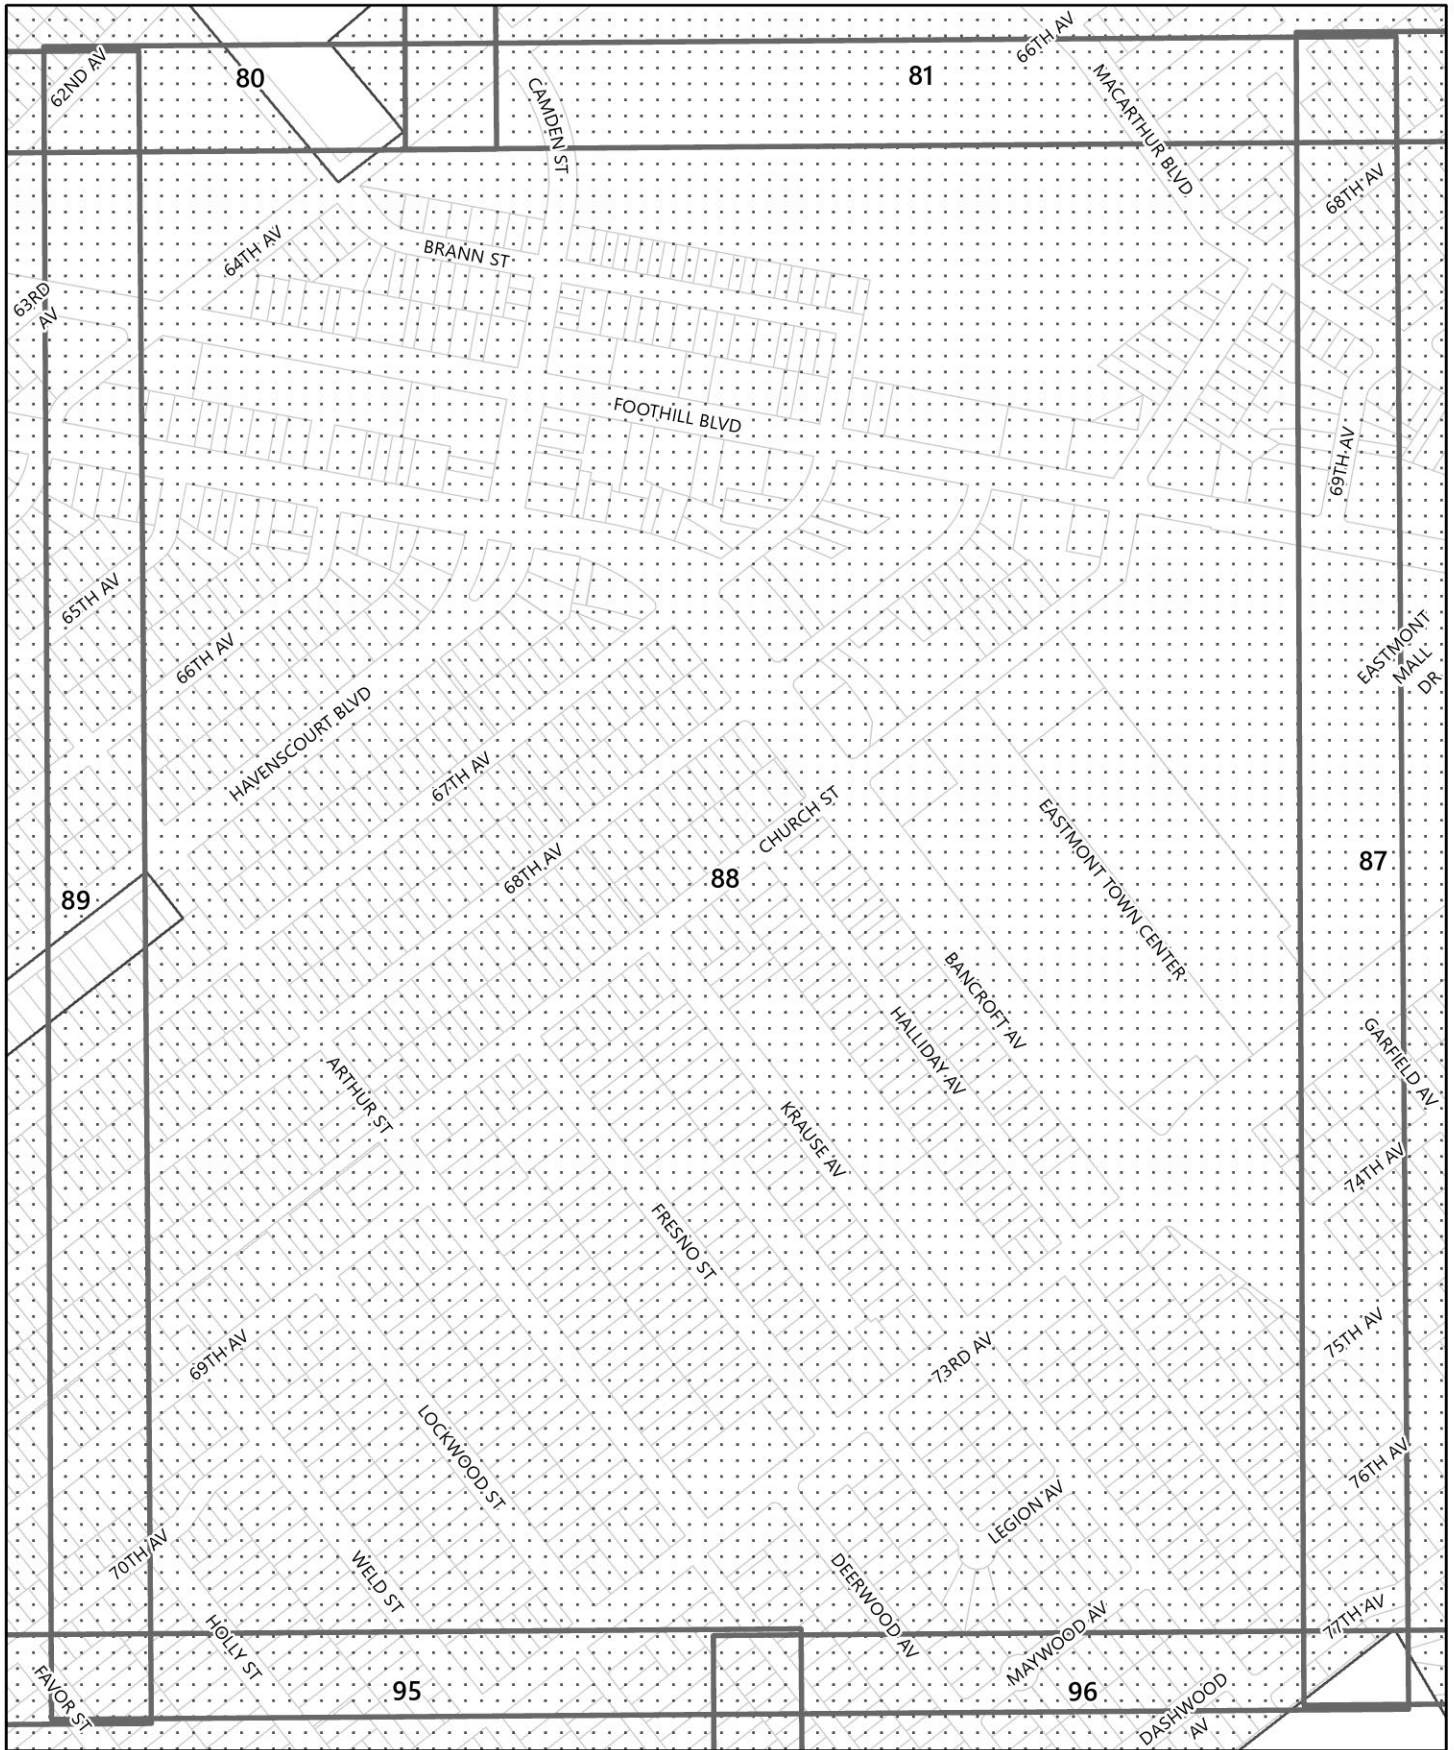 66TH AV
62ND AV
80
81
CAMDEN ST
MACARTHUR BLVD
68TH AV
64TH AV
BRANN ST
63RD
AV
FOOTHILL BLVD
69TH AV
65TH AV
66TH AV
EASTMONT
MALL
DR
HAVENSCOURT BLVD
67TH AV
CHURCH ST
68TH AV
EASTMONT TOWN CENTER
87
88
89
BANCROFT AV
HALLIDAY AV
GARFIELD AV
ARTHUR ST
KRAUSE AV
74TH AV
FRESNO ST
75TH AV
69TH AV
73RD AV
LOCKWOOD ST
76TH AV
LEGION AV
70TH AV
WELD ST
DEERWOOD AV
77TH AV
HOLLY ST
MAYWOOD AV
FAVOR ST
95
96
DASHWOOD
AV